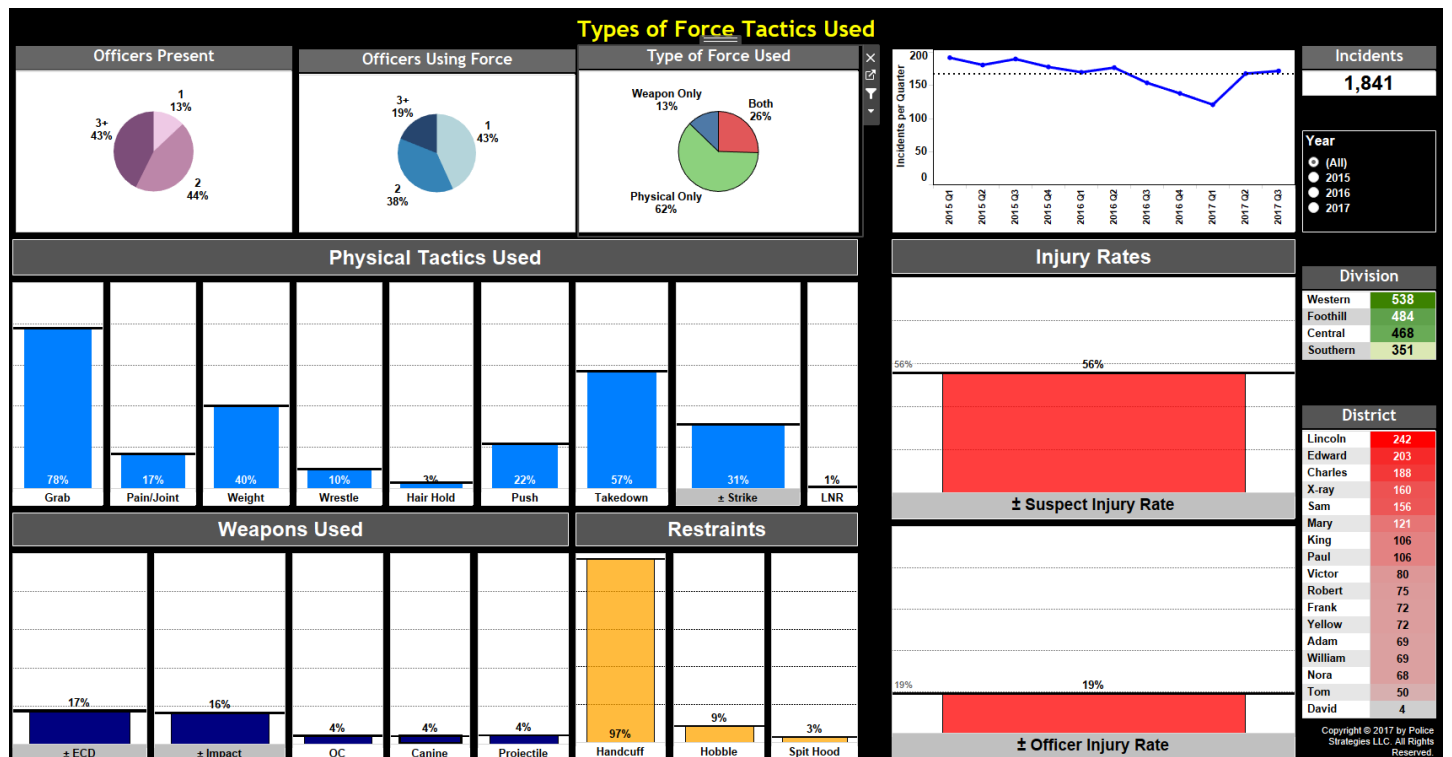 Types of Force Tactics Used
Officers Present
1
13%
3+
43%
2
44%
Officers Using Force
3+
19%
1
43%
2
38%
Type of Force Used
Weapon Only
13%
Both
26%
Physical Only
62%
Incidents per Quarter
200
150
100
50
0
2015 Q1
2015 Q2
2015 Q3
2015 Q4
2016 Q1
2016 Q2
2016 Q3
2016 Q4
2017 Q1
2017 Q2
2017 Q3
Incidents
1,841
Year
(All)
2015
2016
2017
Physical Tactics Used
78%
17%
40%
10%
3%
22%
57%
31%
1%
Grab
Pain/Joint
Weight
Wrestle
Hair Hold
Push
Takedown
± Strike
LNR
Injury Rates
56%
56%
± Suspect Injury Rate
19%
19%
± Officer Injury Rate
Division
Western 538
Foothill 484
Central 468
Southern 351
Weapons Used
17%
16%
4%
4%
4%
± ECD
± Impact
OC
Canine
Projectile
Restraints
97%
9%
3%
Handcuff
Hobble
Spit Hood
District
Lincoln 242
Edward 203
Charles 188
X-ray 160
Sam 156
Mary 121
King 106
Paul 106
Victor 80
Robert 75
Frank 72
Yellow 72
Adam 69
William 69
Nora 68
Tom 50
David 4
Copyright © 2017 by Police
Strategies LLC. All Rights
Reserved.